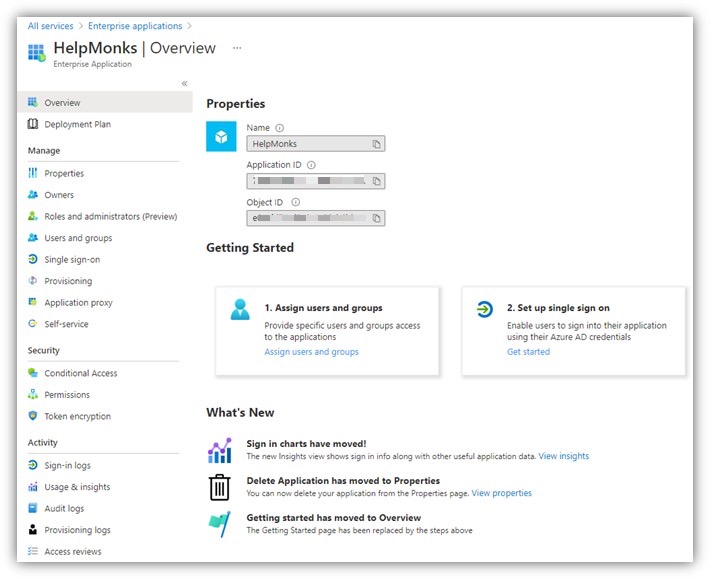 All services > Enterprise applications >
HelpMonks | Overview ...
Enterprise Application
«
Overview
Deployment Plan
Manage
Properties
Owners
Roles and administrators (Preview)
Users and groups
Single sign-on
Provisioning
Application proxy
Self-service
Security
Conditional Access
Permissions
Token encryption
Activity
Sign-in logs
Usage & insights
Audit logs
Provisioning logs
Access reviews
Properties
Name
HelpMonks
Application ID
Object ID
Getting Started
1. Assign users and groups
Provide specific users and groups access
to the applications
Assign users and groups
2. Set up single sign on
Enable users to sign into their application
using their Azure AD credentials
Get started
What's New
Sign in charts have moved!
The new Insights view shows sign in info along with other useful application data. View insights
Delete Application has moved to Properties
You can now delete your application from the Properties page. View properties
Getting started has moved to Overview
The Getting Started page has been replaced by the steps above